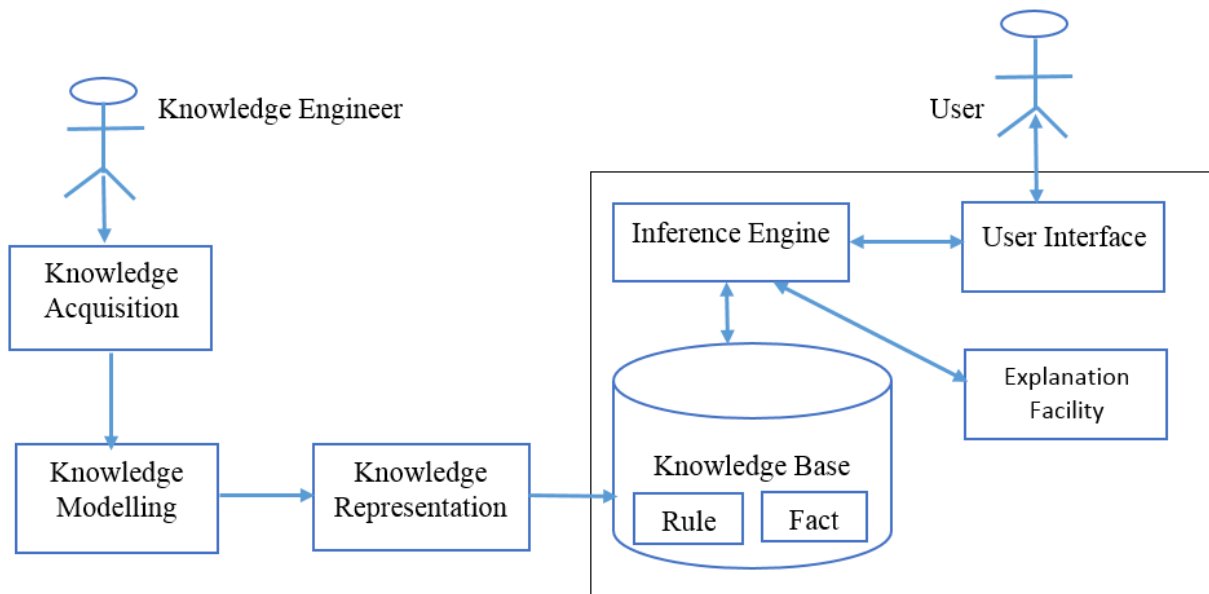 Knowledge Engineer
User
Knowledge
Acquisition
Inference Engine
User Interface
Explanation
Facility
Knowledge
Modelling
Knowledge
Representation
Knowledge Base
Rule
Fact